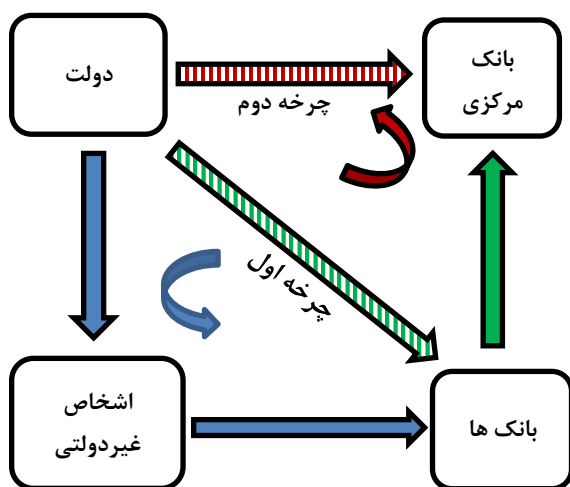 دولت
بانک
مرکزی
چرخه دوم
چرخه اول
اشخاص
غیردولتی
بانک ها